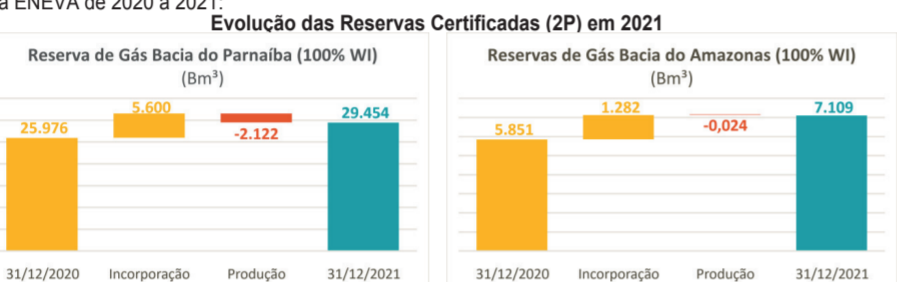 a ENEVA de 2020 a 2021:
Evolução das Reservas Certificadas (2P) em 2021
Reserva de Gás Bacia do Parnaíba (100% WI)
(Bm³)
25.976
5.600
-2.122
29.454
31/12/2020 Incorporação Produção 31/12/2021
Reservas de Gás Bacia do Amazonas (100% WI)
(Bm³)
5.851
1.282
-0,024
7.109
31/12/2020 Incorporação Produção 31/12/2021